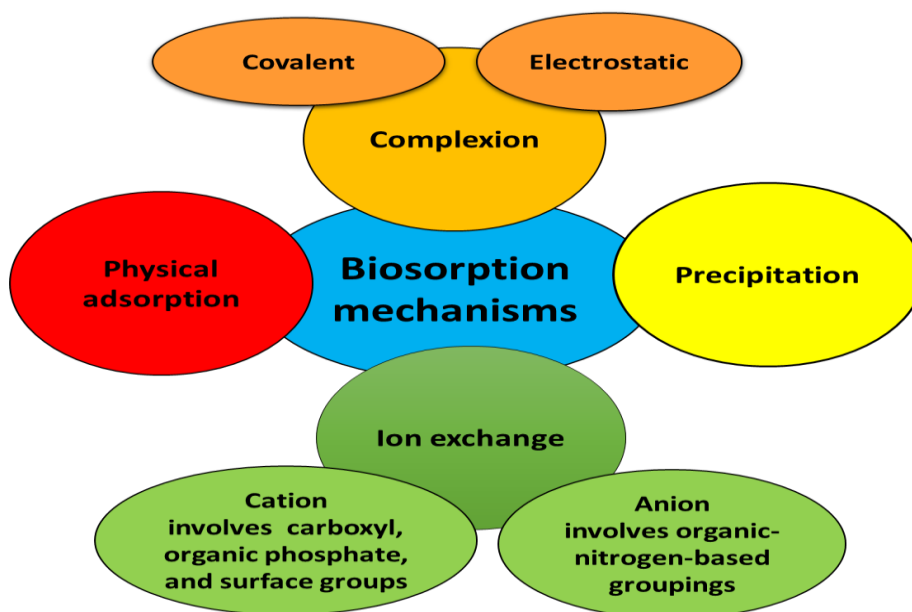 Covalent
Electrostatic
Complexion
Physical
adsorption
Biosorption
mechanisms
Precipitation
Ion exchange
Cation
involves carboxyl,
organic phosphate,
and surface groups
Anion
involves organic-
nitrogen-based
groupings